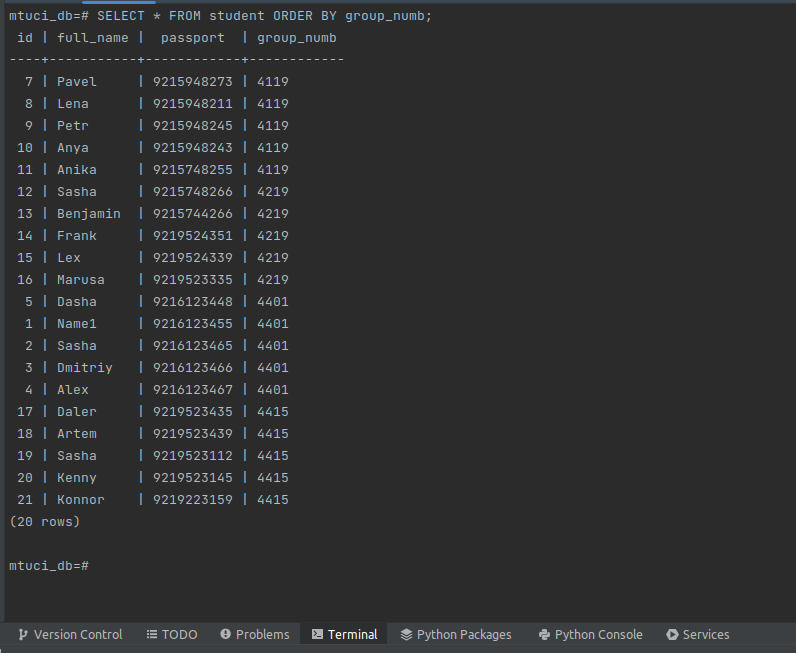 mtuci_db=# SELECT * FROM student ORDER BY group_numb;
 id | full_name |  passport  | group_numb
----+-----------+------------+------------
  7 | Pavel     | 9215948273 | 4119
  8 | Lena      | 9215948211 | 4119
  9 | Petr      | 9215948245 | 4119
 10 | Anya      | 9215948243 | 4119
 11 | Anika     | 9215748255 | 4119
 12 | Sasha     | 9215748266 | 4219
 13 | Benjamin  | 9215744266 | 4219
 14 | Frank     | 9219524351 | 4219
 15 | Lex       | 9219524339 | 4219
 16 | Marusa    | 9219523335 | 4219
  5 | Dasha     | 9216123448 | 4401
  1 | Name1     | 9216123455 | 4401
  2 | Sasha     | 9216123465 | 4401
  3 | Dmitriy   | 9216123466 | 4401
  4 | Alex      | 9216123467 | 4401
 17 | Daler     | 9219523435 | 4415
 18 | Artem     | 9219523439 | 4415
 19 | Sasha     | 9219523112 | 4415
 20 | Kenny     | 9219523145 | 4415
 21 | Konnor    | 9219223159 | 4415
(20 rows)
mtuci_db=#
Version Control TODO Problems Terminal Python Packages Python Console Services